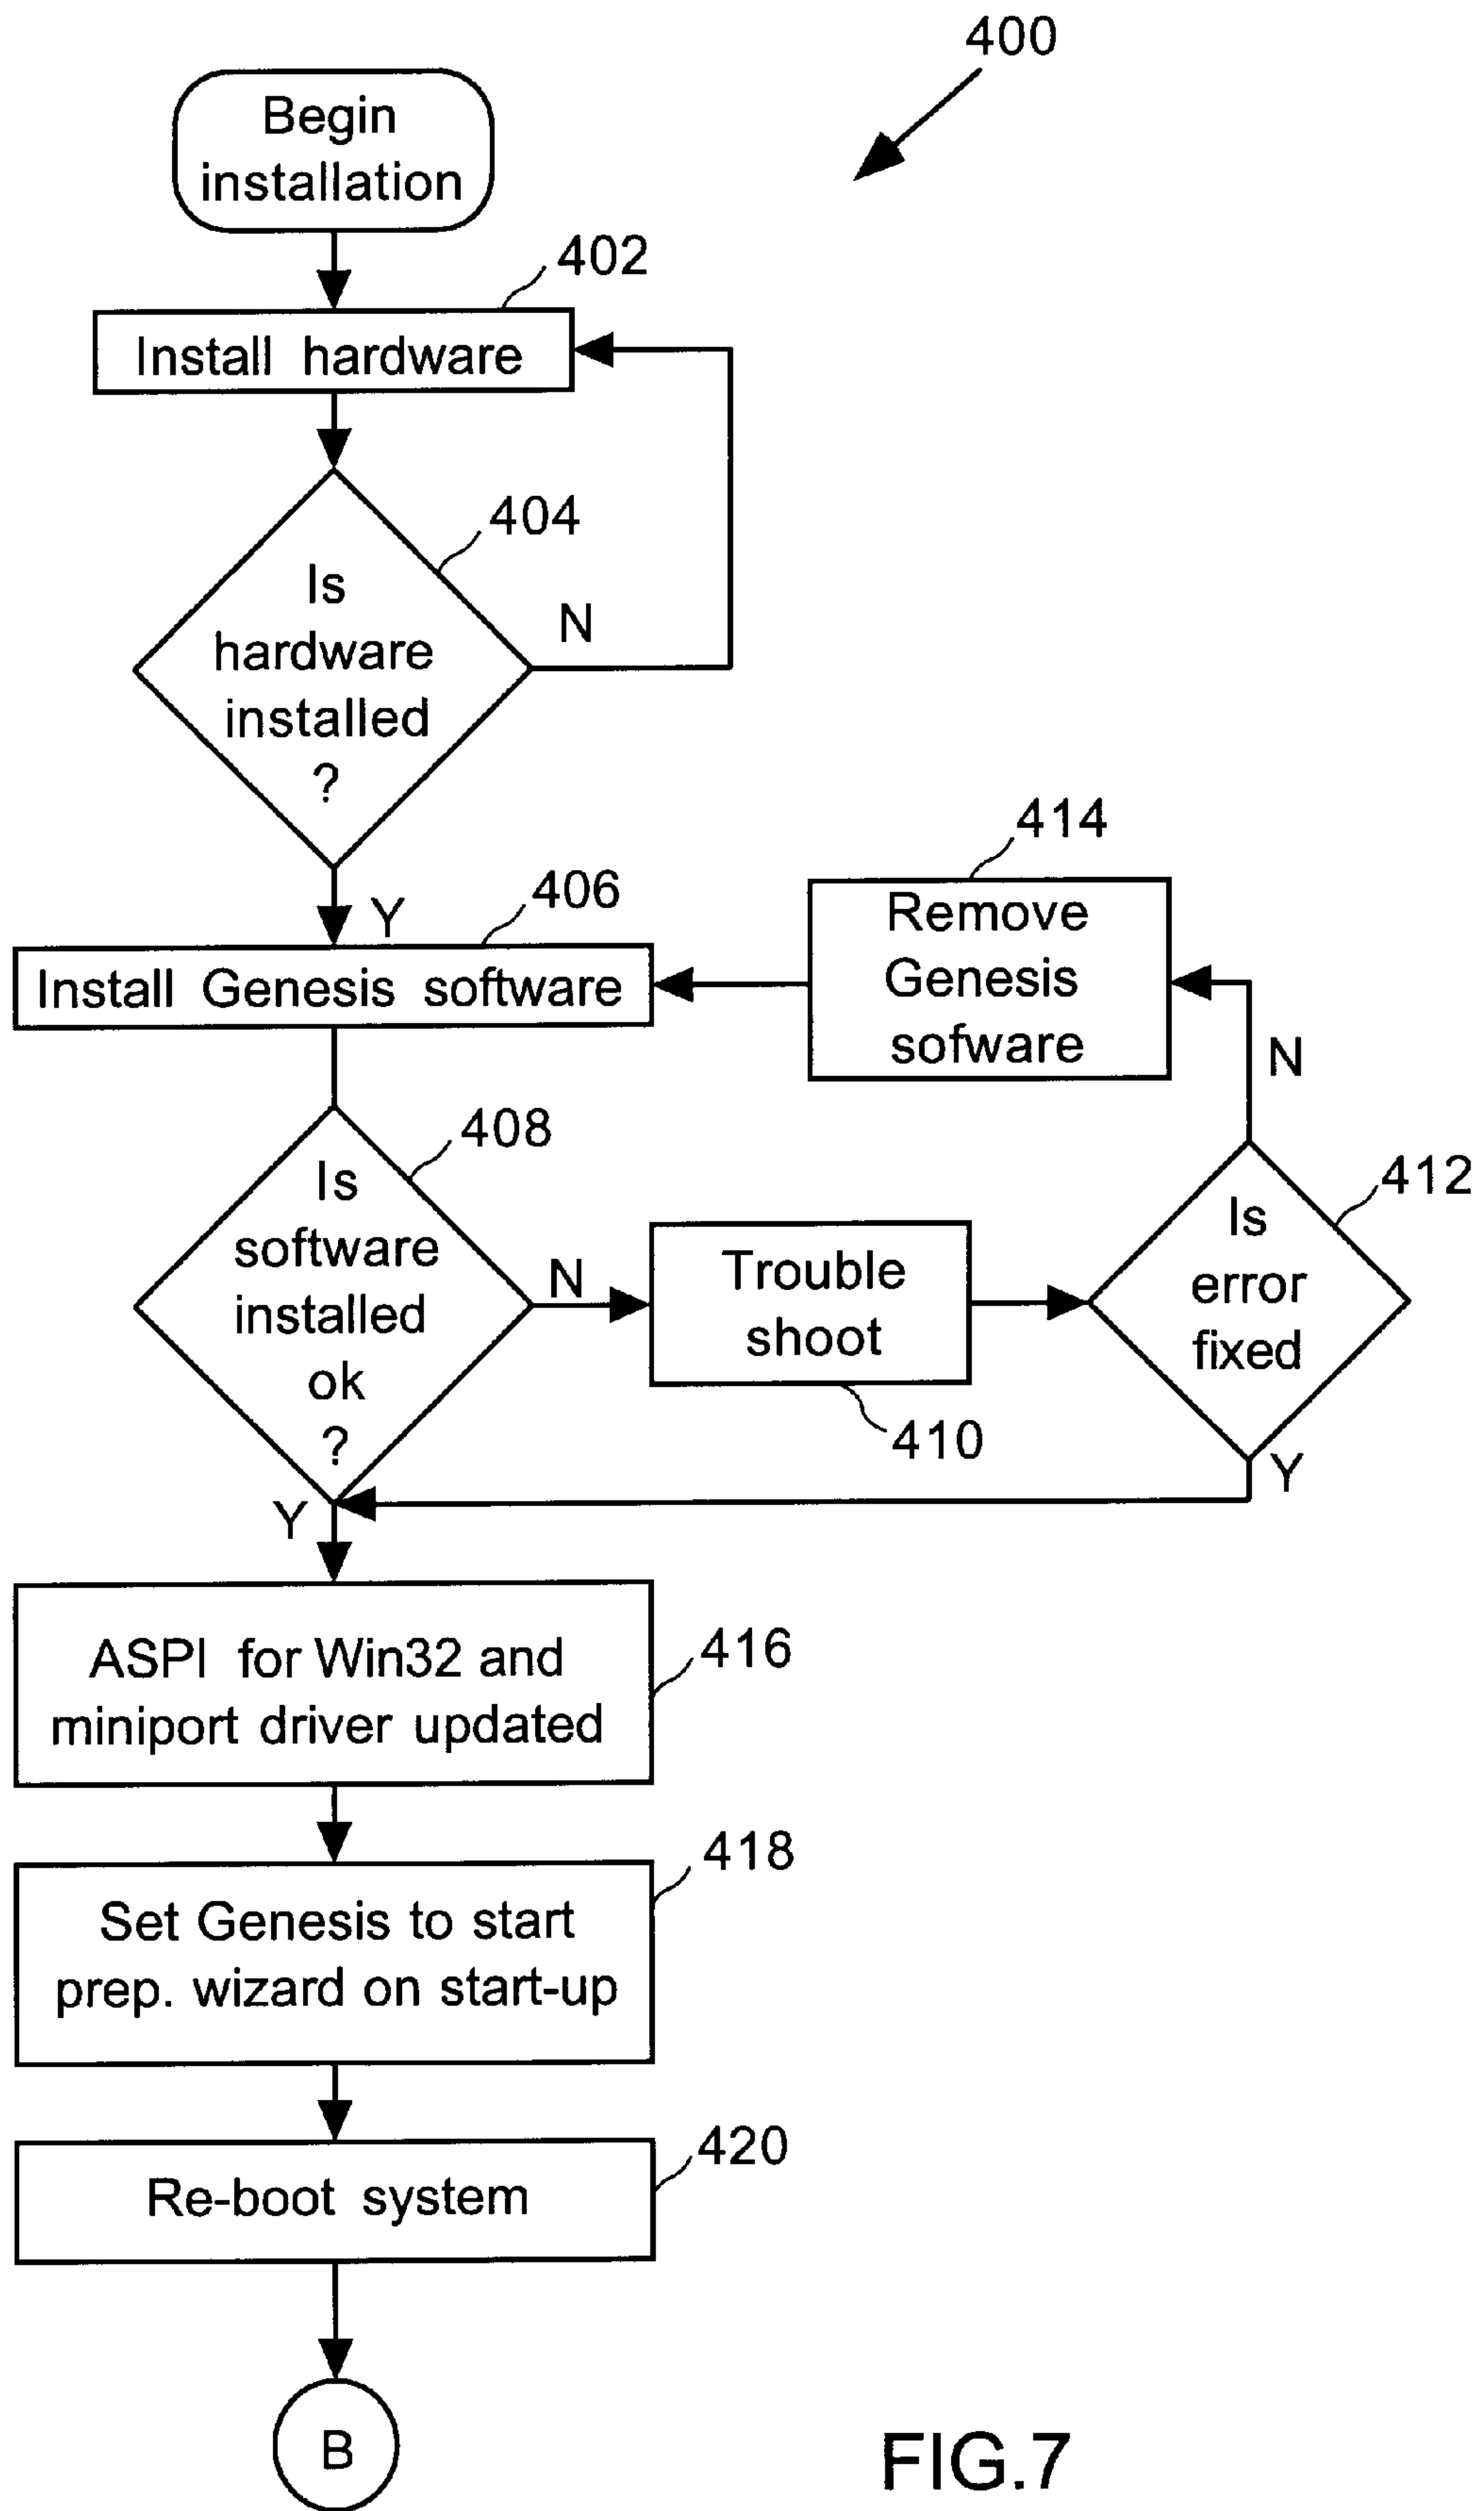 400
Begin
installation
402
Install hardware
404
Is
hardware
installed
?
N
Y
406
Install Genesis software
414
Remove
Genesis
sofware
N
408
Is
software
installed
ok
?
N
Trouble
shoot
410
412
Is
error
fixed
Y
Y
ASPI for Win32 and
miniport driver updated
416
418
Set Genesis to start
prep. wizard on start-up
420
Re-boot system
B
FIG.7